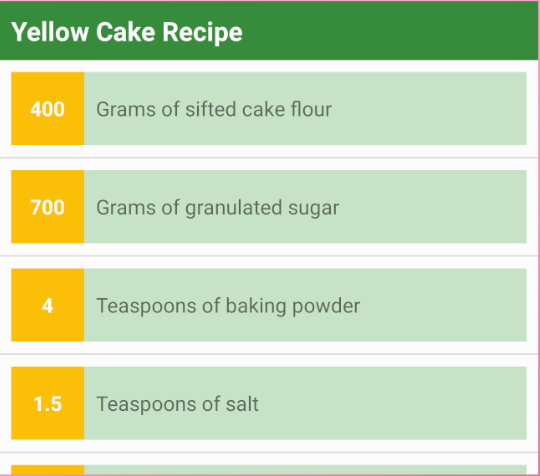 Yellow Cake Recipe
400 Grams of sifted cake flour
700 Grams of granulated sugar
4 Teaspoons of baking powder
1.5 Teaspoons of salt